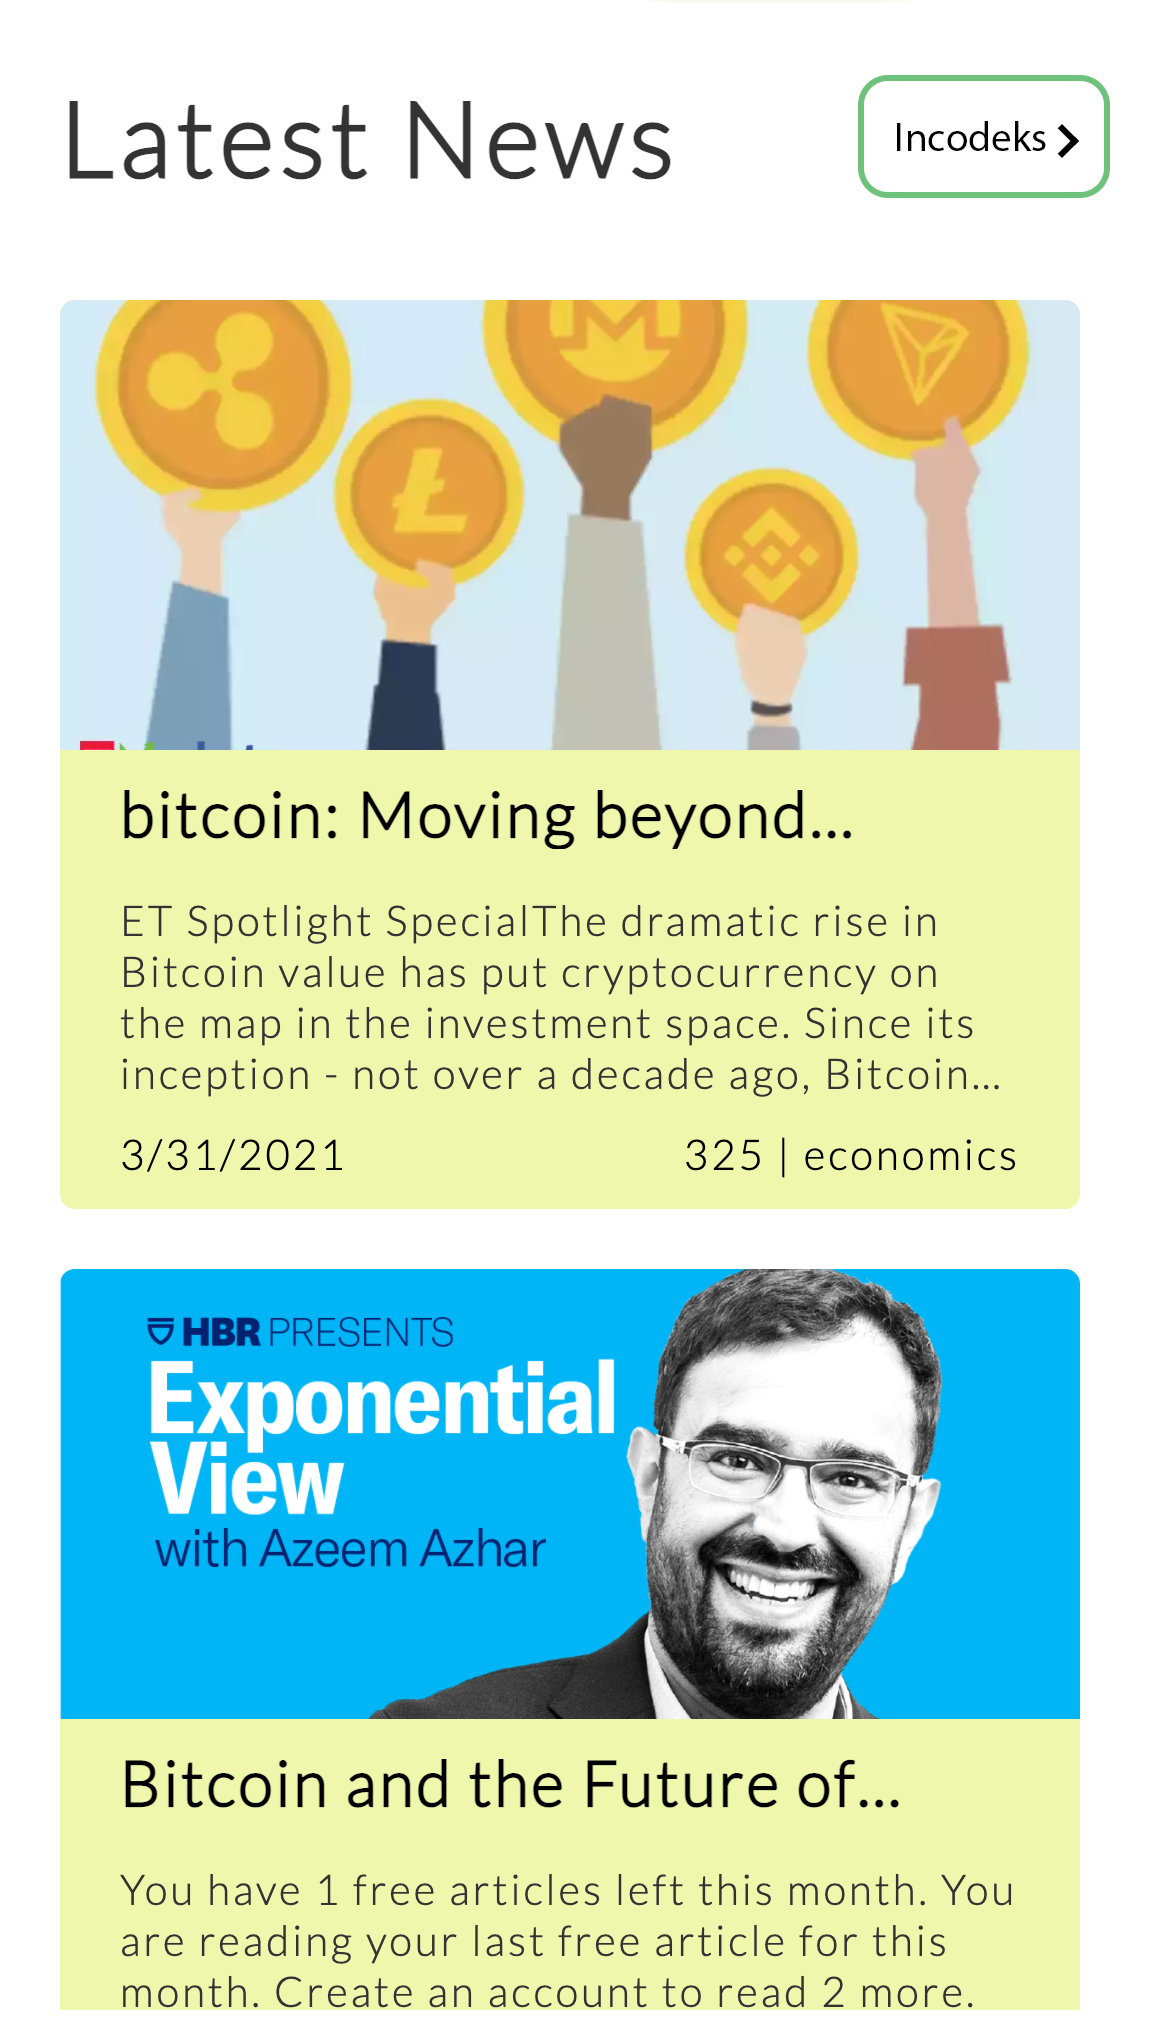 Latest News
Incodeks
bitcoin: Moving beyond...
ET Spotlight SpecialThe dramatic rise in
Bitcoin value has put cryptocurrency on
the map in the investment space. Since its
inception - not over a decade ago, Bitcoin...
3/31/2021
325 | economics
HBR PRESENTS
Exponential
View
with Azeem Azhar
Bitcoin and the Future of...
You have 1 free articles left this month. You
are reading your last free article for this
month. Create an account to read 2 more.